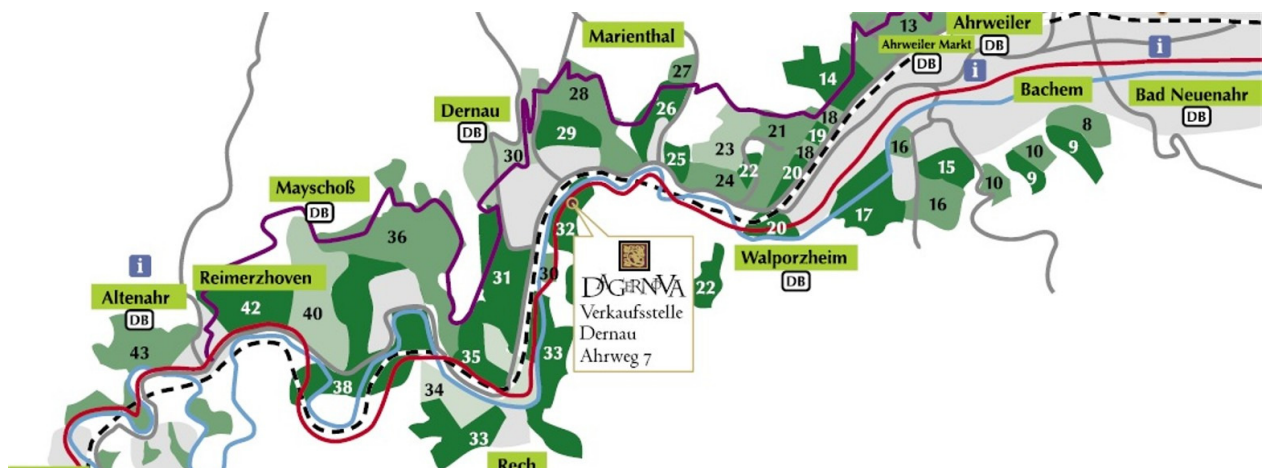 13
Ahrweiler
DB
Marienthal
Ahrweiler Markt
DB
i
i
27
14
28
26
Bachem
Bad Neuenahr
DB
Dernau
DB
29
18
21
19
8
30
23
18
16
10
9
25
22
15
9
24
20
10
Mayschoß
DB
16
17
36
32
20
i
31
Walporzheim
DB
Reimerzhoven
30
22
DAGERNOVA
Verkaufsstelle
Dernau
Ahrweg 7
Altenahr
DB
42
40
43
35
33
38
34
33
Rech